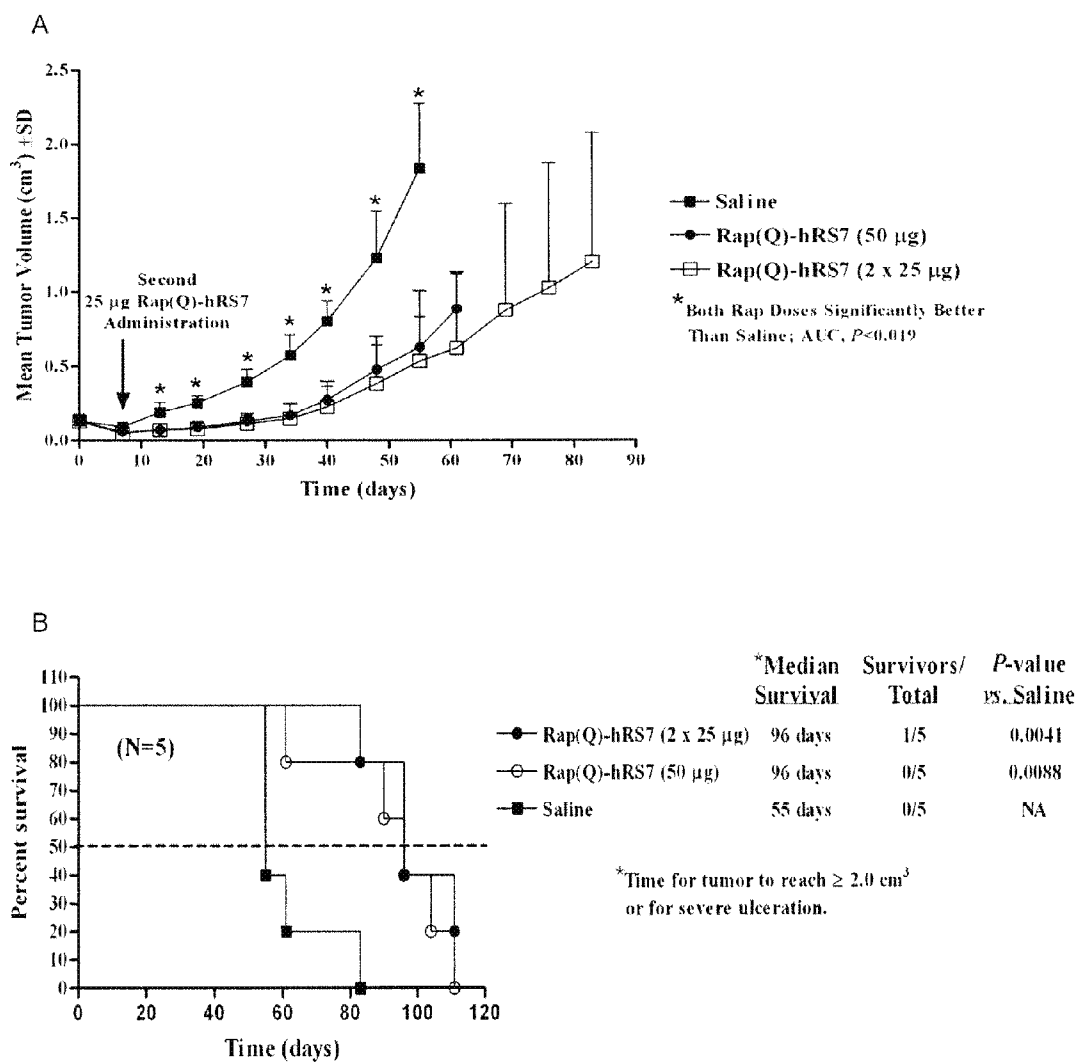 A
Mean Tumor Volume (cm³) ±SD
2.5
2.0
1.5
1.0
0.5
0.0
0 10 20 30 40 50 60 70 80 90
Time (days)
Second
25 µg Rap(Q)-hRS7
Administration
* * * * * * * *
Saline
Rap(Q)-hRS7 (50 µg)
Rap(Q)-hRS7 (2 x 25 µg)
*Both Rap Doses Significantly Better
Than Saline; AUC, P<0.019
B
Percent survival
110
100
90
80
70
60
50
40
30
20
10
0
0 20 40 60 80 100 120
Time (days)
(N=5)
*Median Survivors/ P-value
Survival Total vs. Saline
Rap(Q)-hRS7 (2 x 25 µg) 96 days 1/5 0.0041
Rap(Q)-hRS7 (50 µg) 96 days 0/5 0.0088
Saline 55 days 0/5 NA
*Time for tumor to reach ≥ 2.0 cm³
or for severe ulceration.